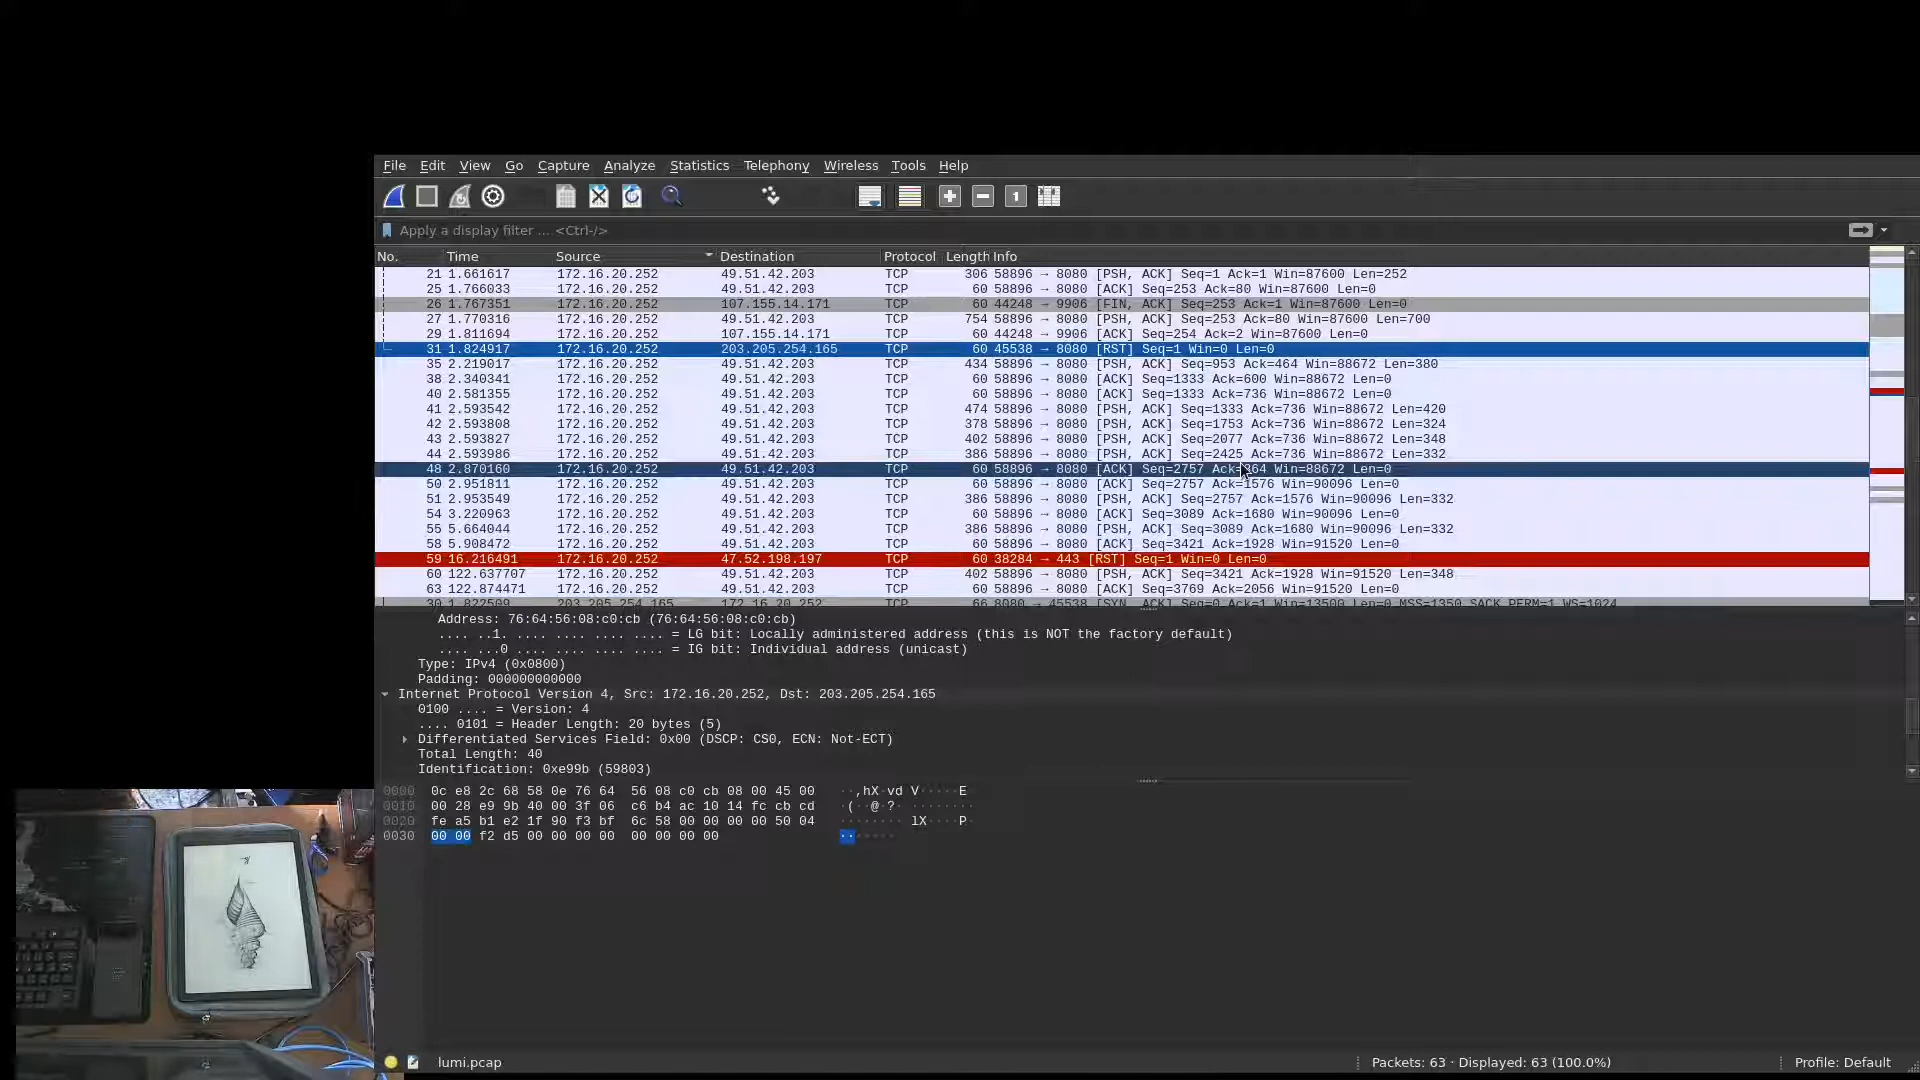 File Edit View Go Capture Analyze Statistics Telephony Wireless Tools Help
Apply a display filter ... <Ctrl-/>
No. Time Source Destination Protocol Length Info
21 1.661617 172.16.20.252 49.51.42.203 TCP 306 58896 → 8080 [PSH, ACK] Seq=1 Ack=1 Win=87600 Len=252
25 1.766033 172.16.20.252 49.51.42.203 TCP 60 58896 → 8080 [ACK] Seq=253 Ack=80 Win=87600 Len=0
26 1.767351 172.16.20.252 107.155.14.171 TCP 60 44248 → 9906 [FIN, ACK] Seq=253 Ack=1 Win=87600 Len=0
27 1.770316 172.16.20.252 49.51.42.203 TCP 754 58896 → 8080 [PSH, ACK] Seq=253 Ack=80 Win=87600 Len=700
29 1.811694 172.16.20.252 107.155.14.171 TCP 60 44248 → 9906 [ACK] Seq=254 Ack=2 Win=87600 Len=0
31 1.824917 172.16.20.252 203.205.254.165 TCP 60 45538 → 8080 [RST] Seq=1 Win=0 Len=0
35 2.219017 172.16.20.252 49.51.42.203 TCP 434 58896 → 8080 [PSH, ACK] Seq=953 Ack=464 Win=88672 Len=380
38 2.340341 172.16.20.252 49.51.42.203 TCP 60 58896 → 8080 [ACK] Seq=1333 Ack=600 Win=88672 Len=0
40 2.581355 172.16.20.252 49.51.42.203 TCP 60 58896 → 8080 [ACK] Seq=1333 Ack=736 Win=88672 Len=0
41 2.593542 172.16.20.252 49.51.42.203 TCP 474 58896 → 8080 [PSH, ACK] Seq=1333 Ack=736 Win=88672 Len=420
42 2.593808 172.16.20.252 49.51.42.203 TCP 378 58896 → 8080 [PSH, ACK] Seq=1753 Ack=736 Win=88672 Len=324
43 2.593827 172.16.20.252 49.51.42.203 TCP 402 58896 → 8080 [PSH, ACK] Seq=2077 Ack=736 Win=88672 Len=348
44 2.593986 172.16.20.252 49.51.42.203 TCP 386 58896 → 8080 [PSH, ACK] Seq=2425 Ack=736 Win=88672 Len=332
48 2.870160 172.16.20.252 49.51.42.203 TCP 60 58896 → 8080 [ACK] Seq=2757 Win=88672 Len=0
50 2.951811 172.16.20.252 49.51.42.203 TCP 60 58896 → 8080 [ACK] Seq=2757 Ack=1576 Win=90096 Len=0
51 2.953549 172.16.20.252 49.51.42.203 TCP 386 58896 → 8080 [PSH, ACK] Seq=2757 Ack=1576 Win=90096 Len=332
54 3.220963 172.16.20.252 49.51.42.203 TCP 60 58896 → 8080 [ACK] Seq=3089 Ack=1680 Win=90096 Len=0
55 5.664044 172.16.20.252 49.51.42.203 TCP 386 58896 → 8080 [PSH, ACK] Seq=3089 Ack=1680 Win=90096 Len=332
58 5.908472 172.16.20.252 49.51.42.203 TCP 60 58896 → 8080 [ACK] Seq=3421 Ack=1928 Win=91520 Len=0
59 16.216491 172.16.20.252 47.52.198.197 TCP 60 38284 → 443 [RST] Seq=1 Win=0 Len=0
60 122.637707 172.16.20.252 49.51.42.203 TCP 402 58896 → 8080 [PSH, ACK] Seq=3421 Ack=1928 Win=91520 Len=348
63 122.874471 172.16.20.252 49.51.42.203 TCP 60 58896 → 8080 [ACK] Seq=3769 Ack=2056 Win=91520 Len=0
30 1.822509 203.205.254.165 172.16.20.252 TCP 66 8080 → 45538 [SYN, ACK] Seq=0 Ack=1 Win=13500 Len=0 MSS=1350 SACK_PERM=1 WS=1024
Address: 76:64:56:08:c0:cb (76:64:56:08:c0:cb)
.... ..1. .... .... .... .... = LG bit: Locally administered address (this is NOT the factory default)
.... ...0 .... .... .... .... = IG bit: Individual address (unicast)
Type: IPv4 (0x0800)
Padding: 000000000000
Internet Protocol Version 4, Src: 172.16.20.252, Dst: 203.205.254.165
0100 .... = Version: 4
.... 0101 = Header Length: 20 bytes (5)
Differentiated Services Field: 0x00 (DSCP: CS0, ECN: Not-ECT)
Total Length: 40
Identification: 0xe99b (59803)
0000 0c e8 2c 68 58 0e 76 64 56 08 c0 cb 08 00 45 00 ··,hX·vd V·····E·
0010 00 28 e9 9b 40 00 3f 06 c6 b4 ac 10 14 fc cb cd ·(··@·?· ········
0020 fe a5 b1 e2 1f 90 f3 bf 6c 58 00 00 00 00 50 04 ········ lX····P·
0030 00 00 f2 d5 00 00 00 00 00 00 00 00
lumi.pcap Packets: 63 · Displayed: 63 (100.0%) Profile: Default